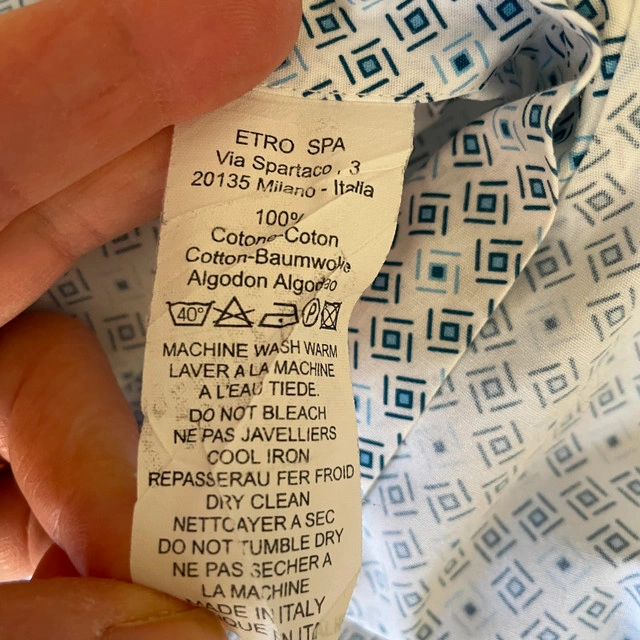 ETRO SPA
Via Spartaco, 3
20135 Milano - Italia
100%
Cotone-Coton
Cotton-Baumwolle
Algodon Algodao
40°
MACHINE WASH WARM
LAVER A LA MACHINE
A L'EAU TIEDE.
DO NOT BLEACH
NE PAS JAVELLIERS
COOL IRON
REPASSERAU FER FROID
DRY CLEAN
NETTOAYER A SEC
DO NOT TUMBLE DRY
NE PAS SECHER A
LA MACHINE
MADE IN ITALY